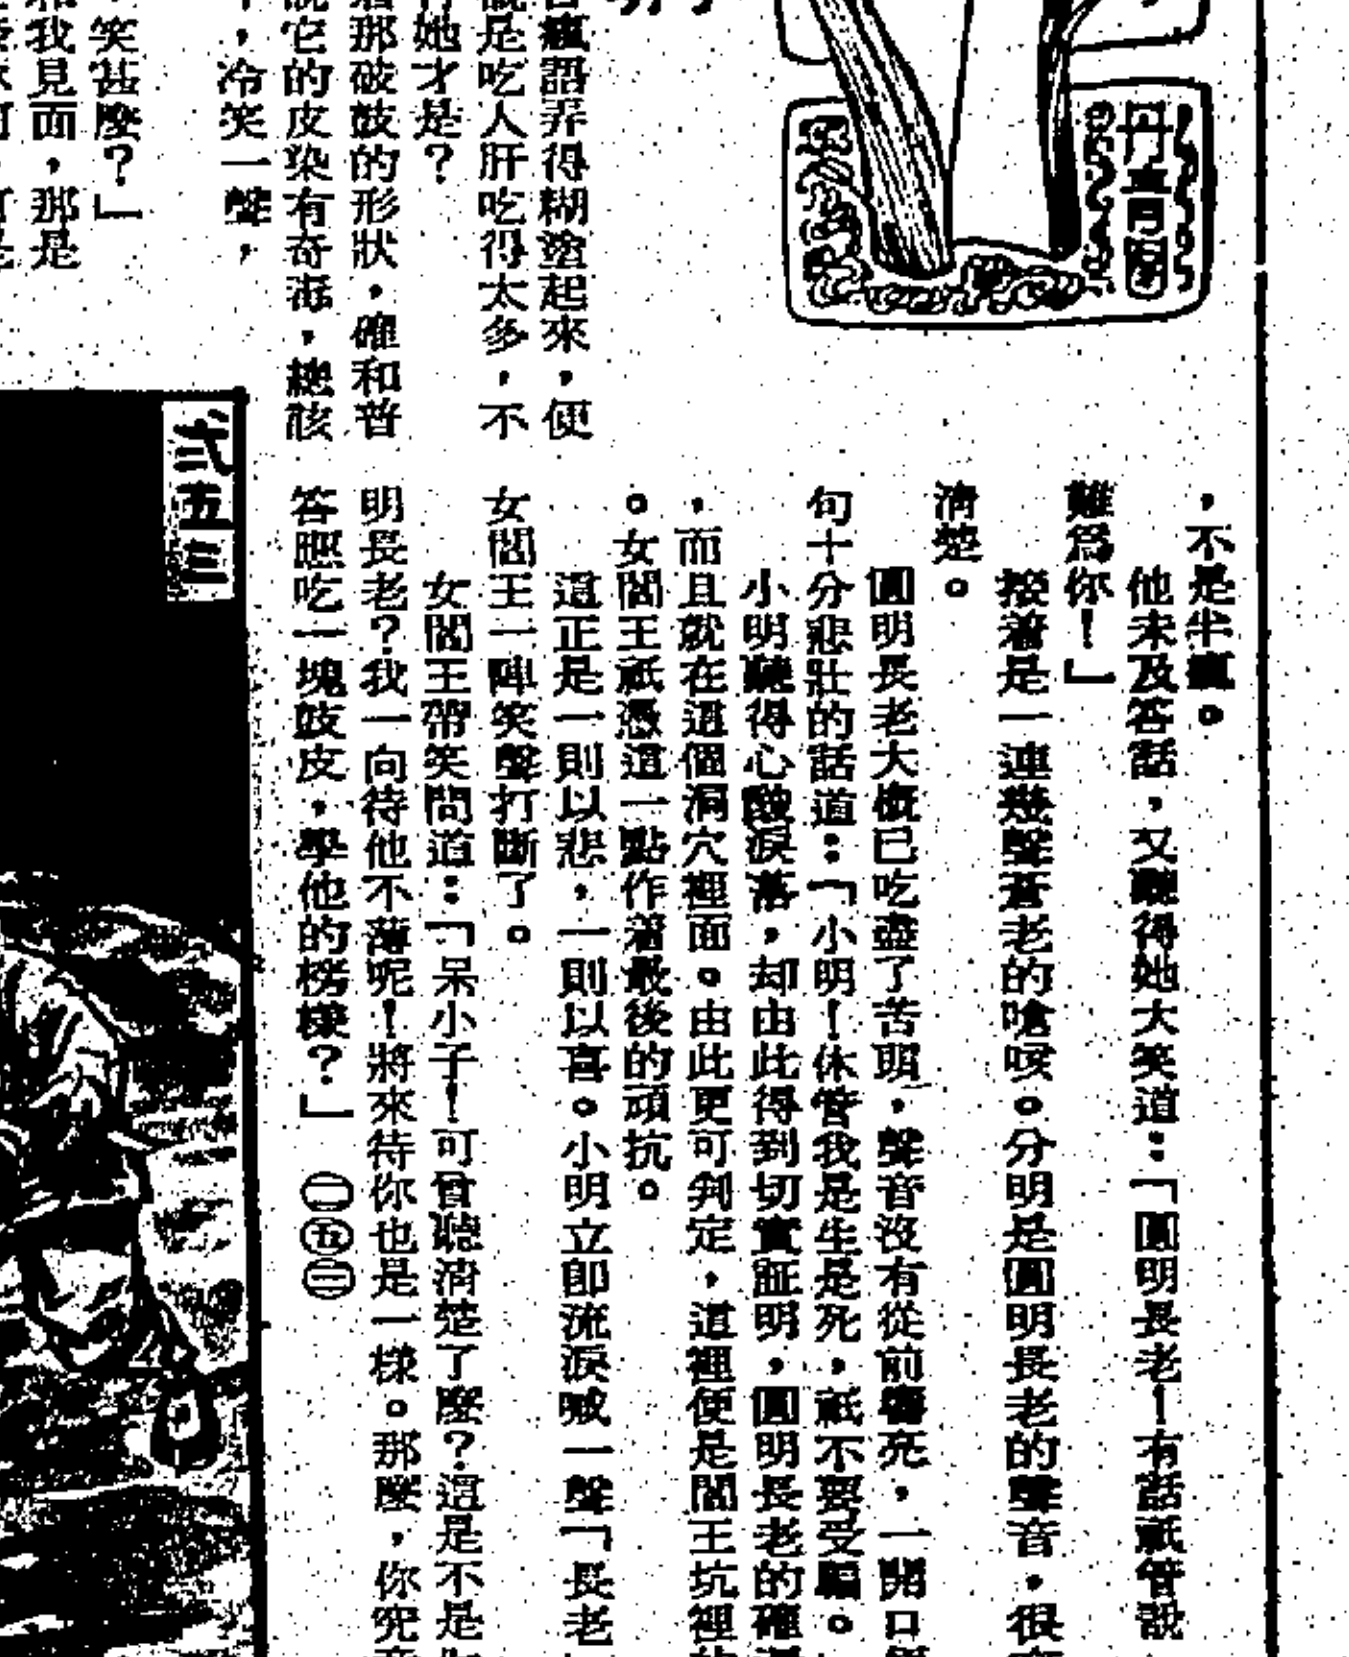 丹青
，不是半瘋。
他未及答話，又聽得她大笑道：「圓明長老！有話祇管說
難爲你！」
接着是一連幾聲蒼老的嗆咳。分明是圓明長老的聲音，很
清楚。
圓明長老大概已吃盡了苦頭，聲音沒有從前響亮，一開口
句十分悲壯的話道：「小明！休管我是生是死，祇不要受騙。
小明聽得心酸淚落，却由此得到切實証明，圓明長老的確
，而且就在這個洞穴裡面。由此更可判定，這裡便是閻王坑裡
。女閻王祇憑這一點作着最後的頑抗。
這正是一則以悲，一則以喜。小明立卽流淚喊一聲「長老
女閻王一陣笑聲打斷了。
女閻王帶笑問道：「呆小子！可曾聽清楚了麼？這是不是
明長老？我一向待他不薄呢！將來待你也是一樣。那麼，你究
答應吃一塊鼓皮，學他的榜樣？」㊁㊄㊂
瘋語弄得糊塗起來，便
是吃人肝吃得太多，不
她才是？
那破鼓的形狀，確和普
它的皮染有奇毒，總該
，冷笑一聲，
笑甚麼？」
我見面，那是
弍五三